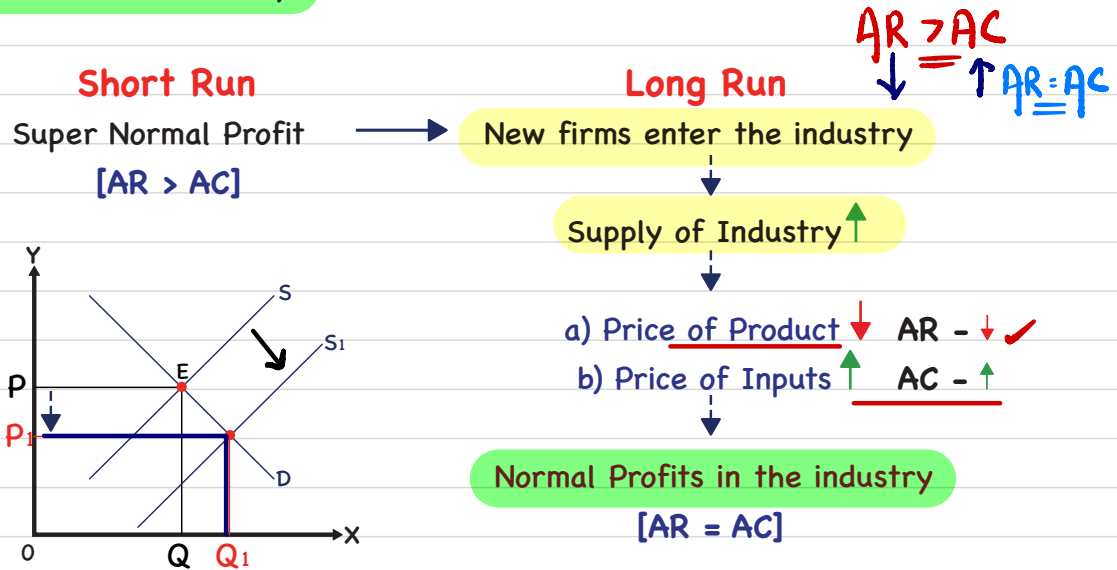 AR > AC
AR = AC
Short Run
Long Run
Super Normal Profit
New firms enter the industry
[AR > AC]
Supply of Industry
a) Price of Product AR -
b) Price of Inputs AC -
Normal Profits in the industry
[AR = AC]
Y
S
S1
E
P
P1
D
X
O
Q
Q1